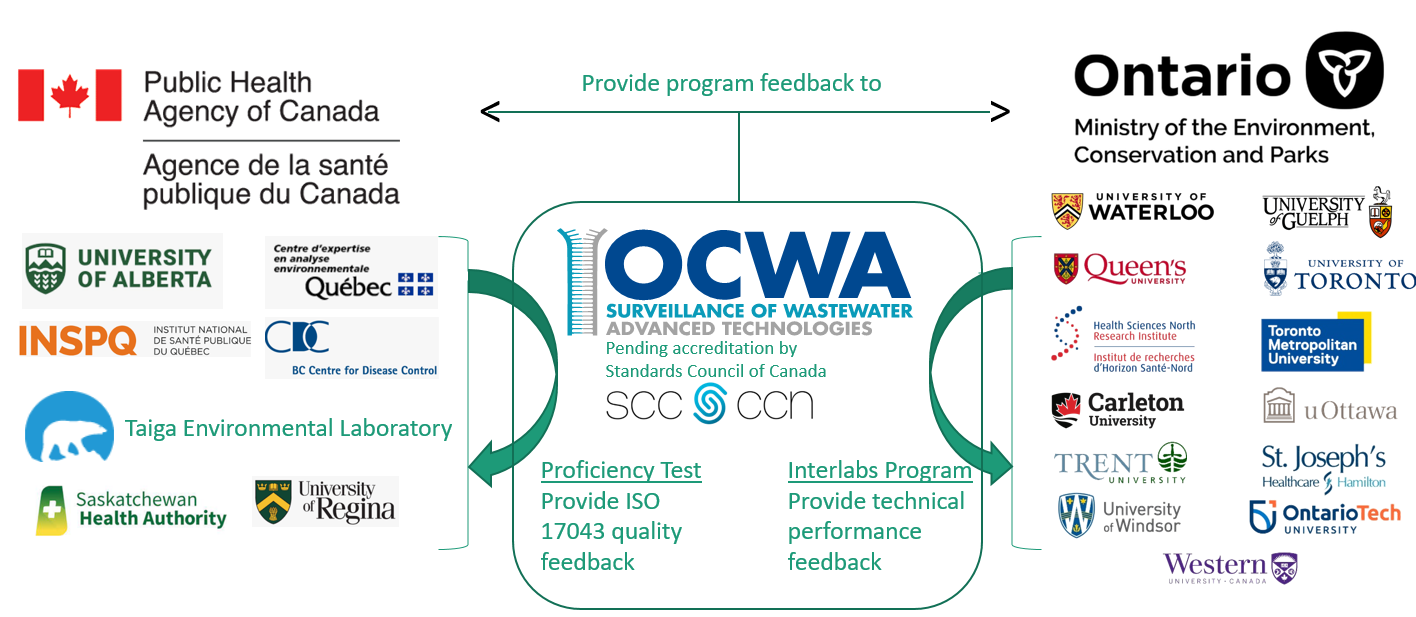 Public Health
Agency of Canada
Agence de la santé
publique du Canada
Provide program feedback to
Ontario
Ministry of the Environment,
Conservation and Parks
UNIVERSITY
OF ALBERTA
Centre d'expertise
en analyse
environnementale
Québec
INSPQ
INSTITUT NATIONAL
DE SANTÉ PUBLIQUE
DU QUÉBEC
CDC
BC Centre for Disease Control
Taiga Environmental Laboratory
Saskatchewan
Health Authority
University
of Regina
OCWA
SURVEILLANCE OF WASTEWATER
ADVANCED TECHNOLOGIES
Pending accreditation by
Standards Council of Canada
scc ccn
Proficiency Test
Provide ISO
17043 quality
feedback
Interlabs Program
Provide technical
performance
feedback
UNIVERSITY OF
WATERLOO
UNIVERSITY
of GUELPH
Queen's
UNIVERSITY
UNIVERSITY OF
TORONTO
Health Sciences North
Research Institute
Institut de recherches
d'Horizon Santé-Nord
Toronto
Metropolitan
University
Carleton
University
uOttawa
TRENT
UNIVERSITY
St. Joseph's
Healthcare Hamilton
University
of Windsor
OntarioTech
UNIVERSITY
Western
UNIVERSITY · CANADA